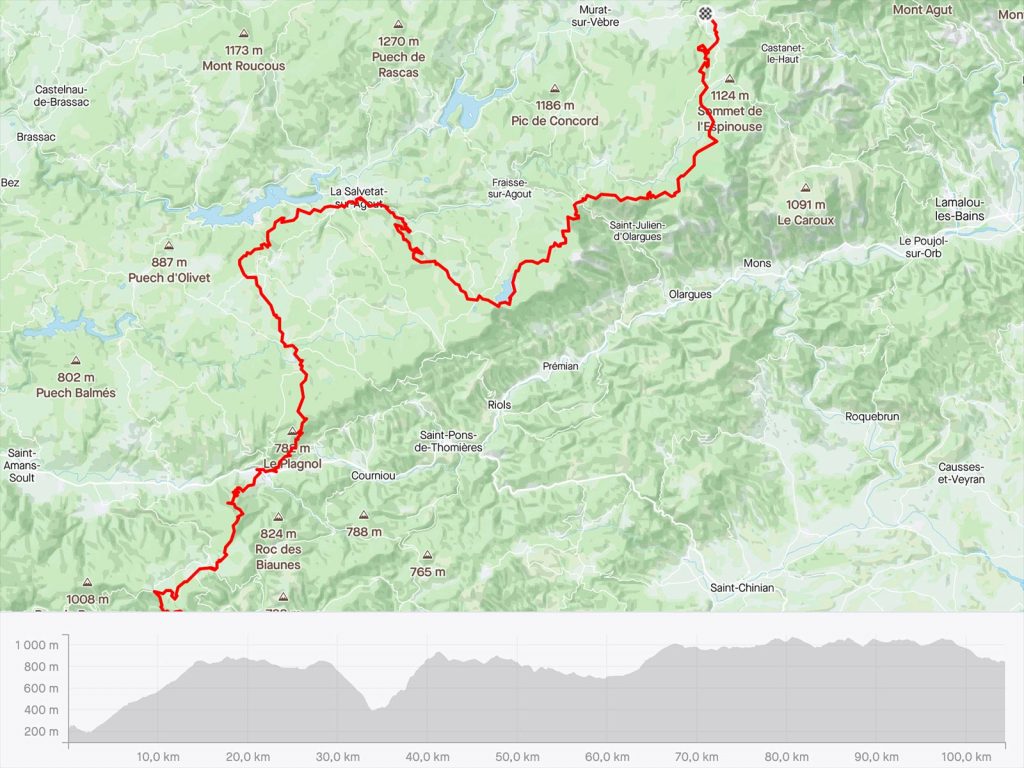 Murat-
sur-Vèbre
Mont Agut
Mon
1173 m
Mont Roucous
1270 m
Puech de
Rascas
Castanet-
le-Haut
Castelnau-
de-Brassac
1186 m
Pic de Concord
1124 m
Sommet de
l'Espinouse
Brassac
Bez
La Salvetat-
sur-Agout
Fraisse-
sur-Agout
1091 m
Le Caroux
Lamalou-
les-Bains
Saint-Julien-
d'Olargues
Le Poujol-
sur-Orb
887 m
Puech d'Olivet
Mons
Olargues
802 m
Puech Balmés
Prémian
Riols
Roquebrun
788 m
Le Plagnol
Saint-Pons-
de-Thomières
Saint-
Amans-
Soult
Courniou
Causses-
et-Veyran
824 m
Roc des
Biaunes
788 m
765 m
1008 m
Saint-Chinian
1 000 m
800 m
600 m
400 m
200 m
10,0 km
20,0 km
30,0 km
40,0 km
50,0 km
60,0 km
70,0 km
80,0 km
90,0 km
100,0 km